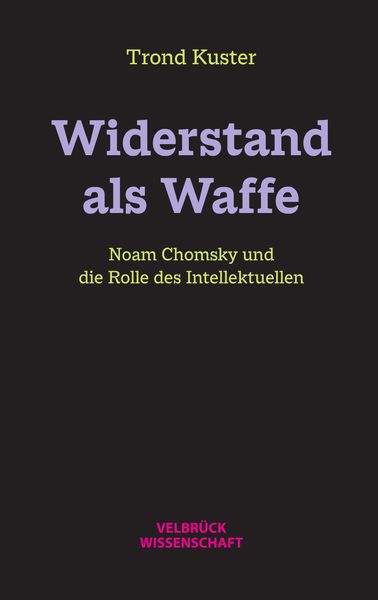 Trond Kuster
Widerstand
als Waffe
Noam Chomsky und
die Rolle des Intellektuellen
VELBRÜCK
WISSENSCHAFT